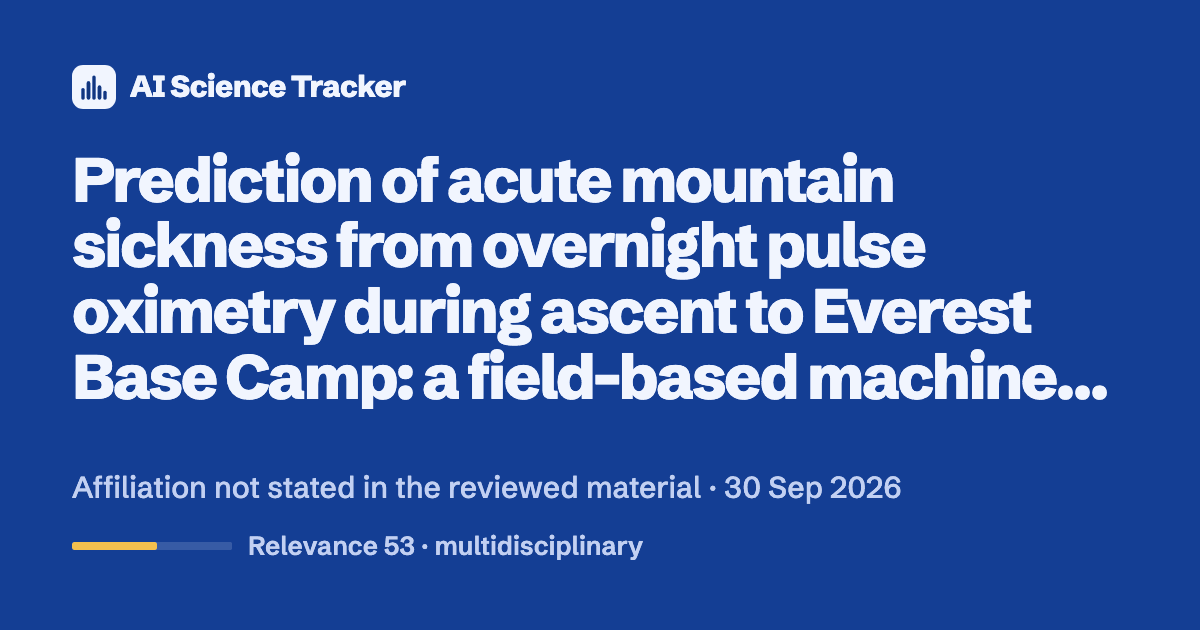 AI Science Tracker
Prediction of acute mountain
sickness from overnight pulse
oximetry during ascent to Everest
Base Camp: a field-based machine...
Affiliation not stated in the reviewed material · 30 Sep 2026
Relevance 53 · multidisciplinary